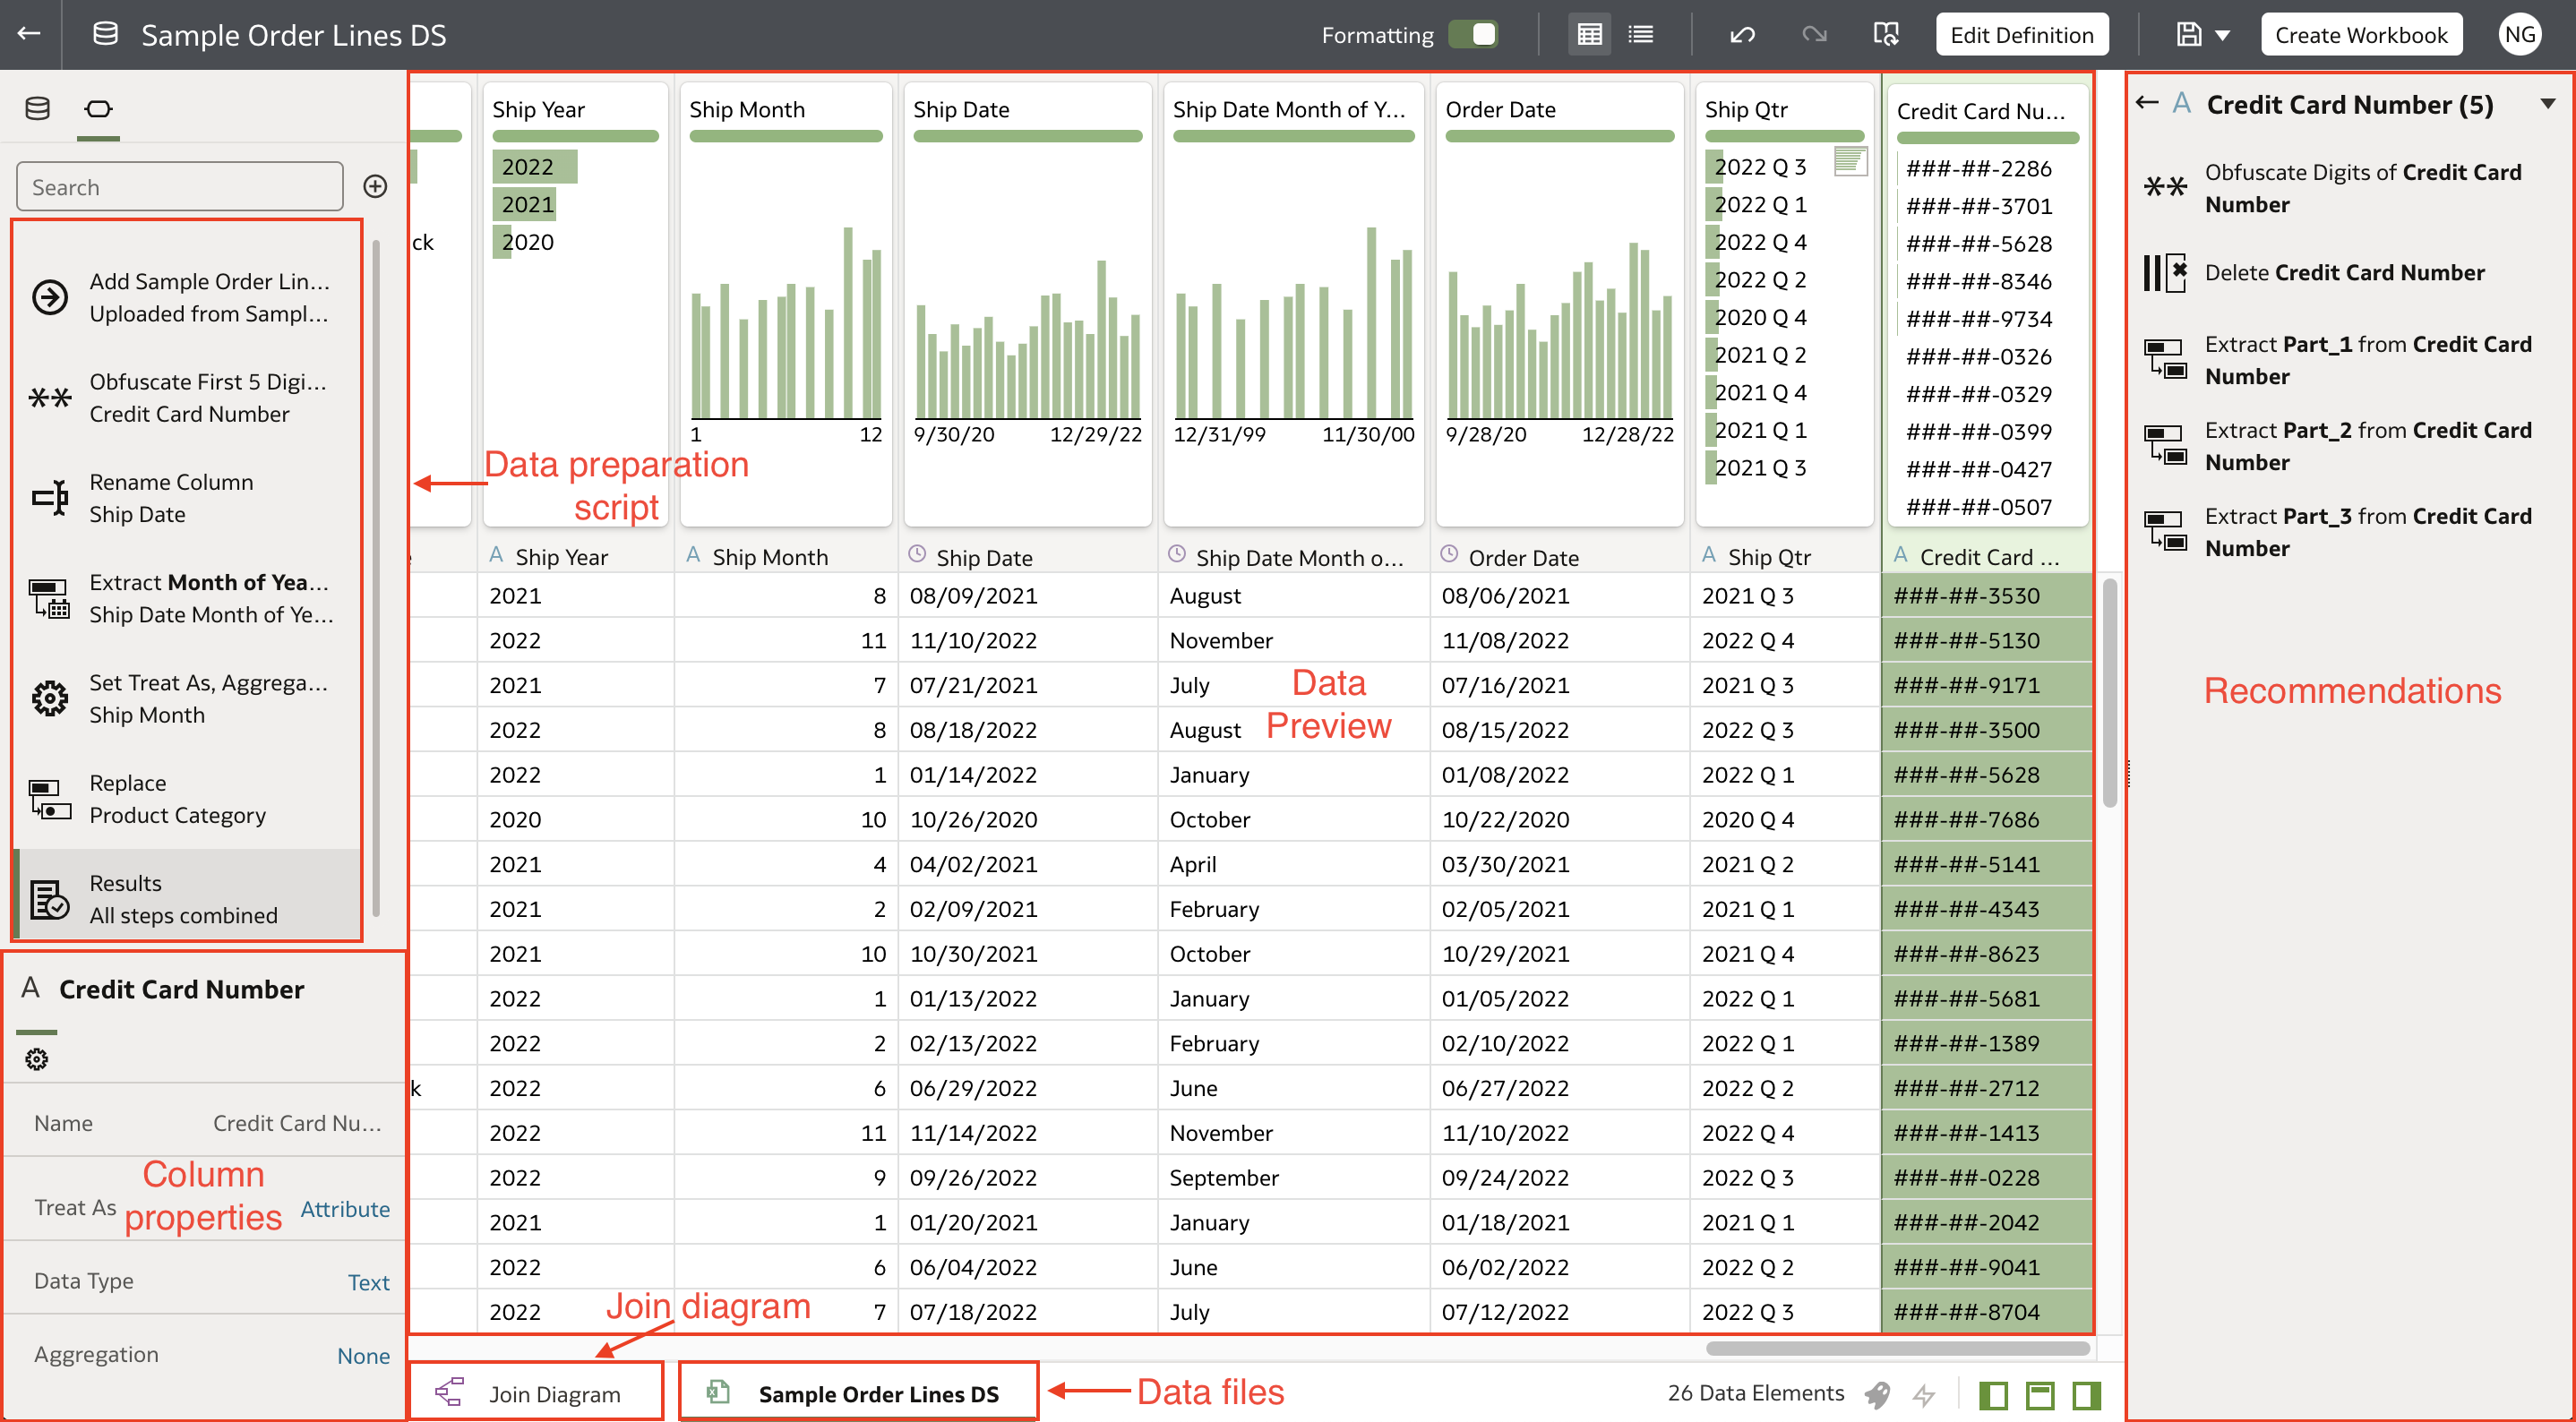 Sample Order Lines DS
Formatting
Edit Definition
Create Workbook
NG
Search
Add Sample Order Lin...
Uploaded from Sampl...
Obfuscate First 5 Digi...
Credit Card Number
Rename Column
Ship Date
Extract Month of Yea...
Ship Date Month of Ye...
Set Treat As, Aggrega...
Ship Month
Replace
Product Category
Results
All steps combined
A Credit Card Number
Name Credit Card Nu...
Column
properties
Treat As Attribute
Data Type Text
Aggregation None
ck
Ship Year
2022
2021
2020
Ship Month
1 12
Ship Date
9/30/20 12/29/22
Ship Date Month of Y...
12/31/99 11/30/00
Order Date
9/28/20 12/28/22
Ship Qtr
2022 Q 3
2022 Q 1
2022 Q 4
2022 Q 2
2020 Q 4
2021 Q 2
2021 Q 4
2021 Q 1
2021 Q 3
Credit Card Nu...
###-##-2286
###-##-3701
###-##-5628
###-##-8346
###-##-9734
###-##-0326
###-##-0329
###-##-0399
###-##-0427
###-##-0507
Data preparation
script
A Ship Year A Ship Month Ship Date Ship Date Month o... Order Date A Ship Qtr A Credit Card ...
2021 8 08/09/2021 August 08/06/2021 2021 Q 3 ###-##-3530
2022 11 11/10/2022 November 11/08/2022 2022 Q 4 ###-##-5130
2021 7 07/21/2021 July 07/16/2021 2021 Q 3 ###-##-9171
2022 8 08/18/2022 August 08/15/2022 2022 Q 3 ###-##-3500
2022 1 01/14/2022 January 01/08/2022 2022 Q 1 ###-##-5628
2020 10 10/26/2020 October 10/22/2020 2020 Q 4 ###-##-7686
2021 4 04/02/2021 April 03/30/2021 2021 Q 2 ###-##-5141
2021 2 02/09/2021 February 02/05/2021 2021 Q 1 ###-##-4343
2021 10 10/30/2021 October 10/29/2021 2021 Q 4 ###-##-8623
2022 1 01/13/2022 January 01/05/2022 2022 Q 1 ###-##-5681
2022 2 02/13/2022 February 02/10/2022 2022 Q 1 ###-##-1389
k 2022 6 06/29/2022 June 06/27/2022 2022 Q 2 ###-##-2712
2022 11 11/14/2022 November 11/10/2022 2022 Q 4 ###-##-1413
2022 9 09/26/2022 September 09/24/2022 2022 Q 3 ###-##-0228
2021 1 01/20/2021 January 01/18/2021 2021 Q 1 ###-##-2042
2022 6 06/04/2022 June 06/02/2022 2022 Q 2 ###-##-9041
2022 7 07/18/2022 July 07/12/2022 2022 Q 3 ###-##-8704
Data
Preview
Join diagram
Join Diagram
Sample Order Lines DS
Data files
26 Data Elements
A Credit Card Number (5)
Obfuscate Digits of Credit Card
Number
Delete Credit Card Number
Extract Part_1 from Credit Card
Number
Extract Part_2 from Credit Card
Number
Extract Part_3 from Credit Card
Number
Recommendations